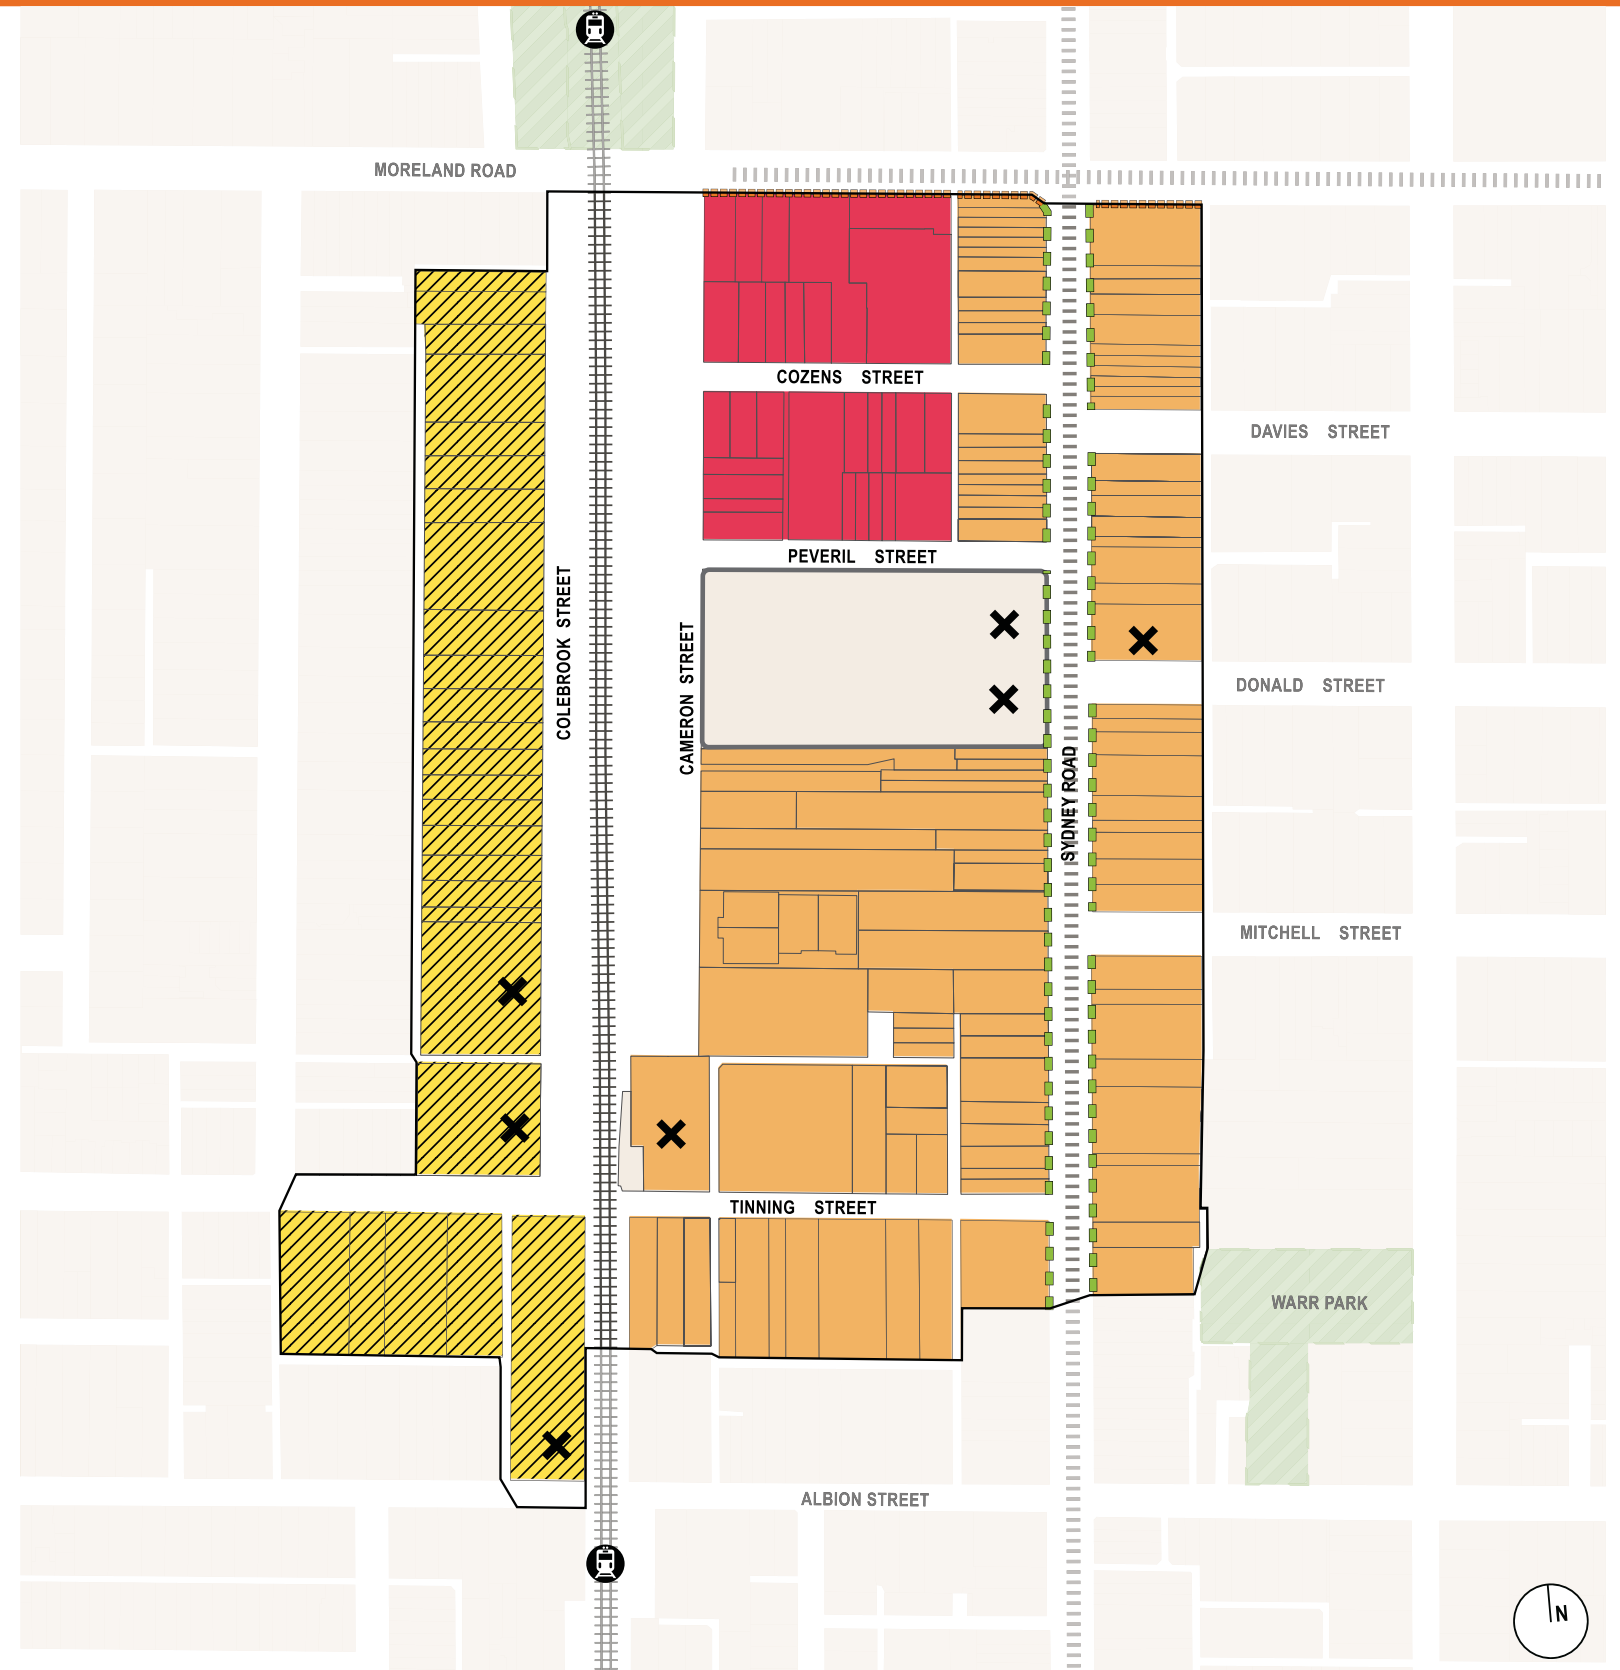 MORELAND ROAD
COZENS STREET
DAVIES STREET
PEVERIL STREET
COLEBROOK STREET
CAMERON STREET
DONALD STREET
SYDNEY ROAD
MITCHELL STREET
TINNING STREET
WARR PARK
ALBION STREET
N